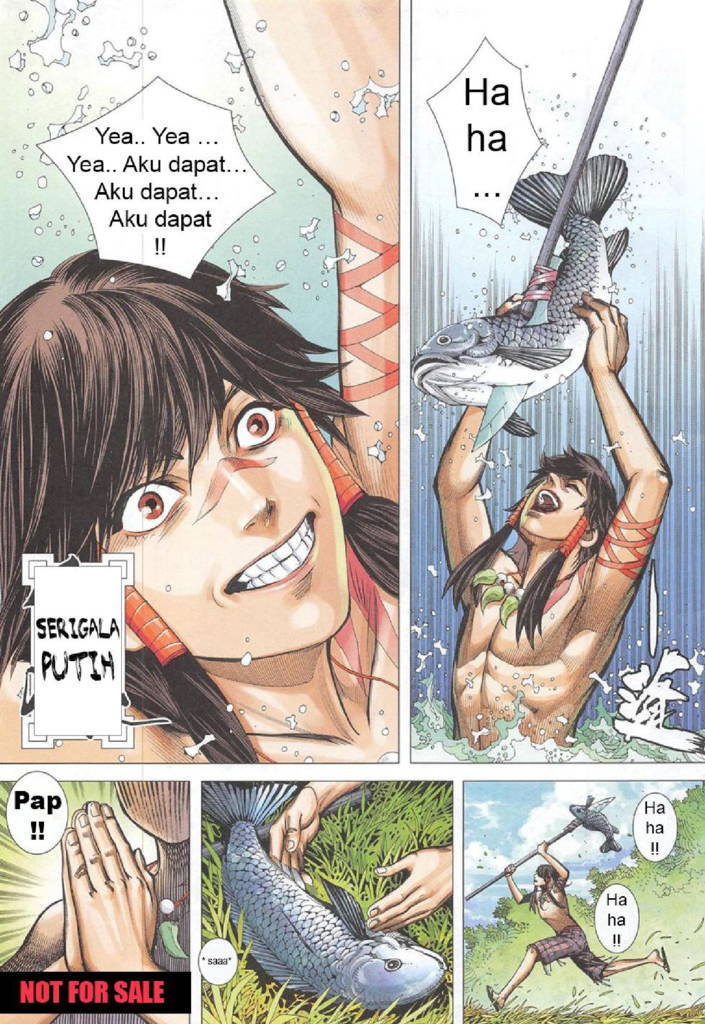 Yea.. Yea ...
Yea.. Aku dapat...
Aku dapat...
Aku dapat
!!
Ha
ha
...
SERIGALA
PUTIH
Pap
!!
*saaa*
Ha
ha
!!
Ha
ha
!!
NOT FOR SALE